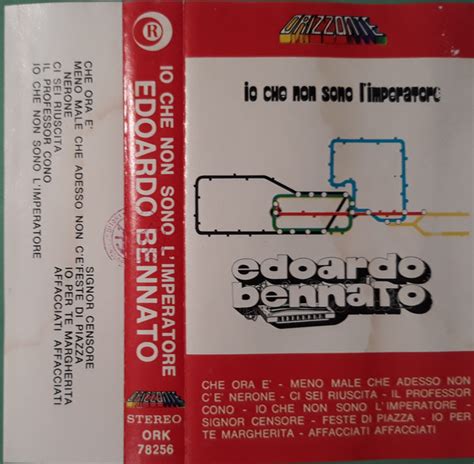 CHE ORA E'
MENO MALE CHE ADESSO NON C'E'
NERONE
CI SEI RIUSCITA
IL PROFESSOR CONO
IO CHE NON SONO L'IMPERATORE
SIGNOR CENSORE
FESTE DI PIAZZA
IO PER TE MARGHERITA
AFFACCIATI AFFACCIATI
R
IO CHE NON SONO L'IMPERATORE
EDOARDO BENNATO
ORIZZONTE
STEREO
ORK
78256
ORIZZONTE
io che non sono l'imperatore
edoardo
bennato
CHE ORA E' - MENO MALE CHE ADESSO NON
C'E' NERONE - CI SEI RIUSCITA - IL PROFESSOR
CONO - IO CHE NON SONO L'IMPERATORE -
SIGNOR CENSORE - FESTE DI PIAZZA - IO PER
TE MARGHERITA - AFFACCIATI AFFACCIATI